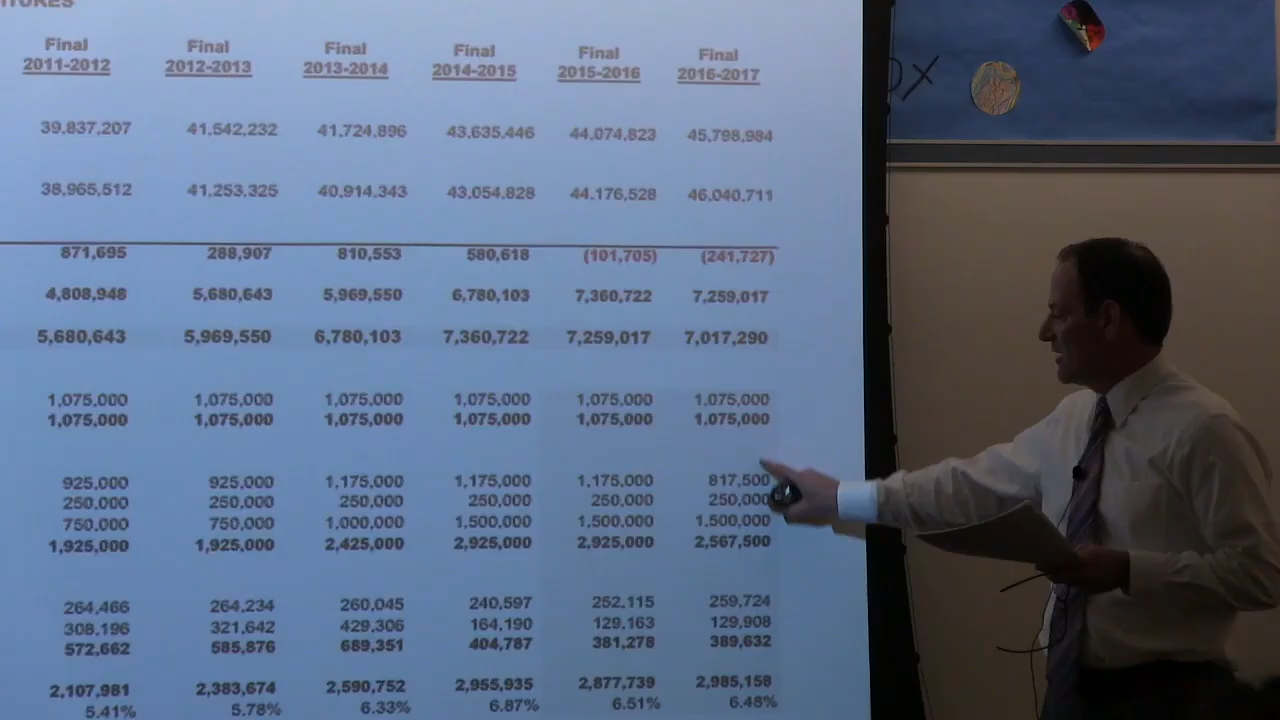 ITURES
Final Final Final Final Final Final
2011-2012 2012-2013 2013-2014 2014-2015 2015-2016 2016-2017
39,837,207 41,542,232 41,724,896 43,635,446 44,074,823 45,798,984
38,965,512 41,253,325 40,914,343 43,054,828 44,176,528 46,040,711
871,695 288,907 810,553 580,618 (101,705) (241,727)
4,808,948 5,680,643 5,969,550 6,780,103 7,360,722 7,259,017
5,680,643 5,969,550 6,780,103 7,360,722 7,259,017 7,017,290
1,075,000 1,075,000 1,075,000 1,075,000 1,075,000 1,075,000
1,075,000 1,075,000 1,075,000 1,075,000 1,075,000 1,075,000
925,000 925,000 1,175,000 1,175,000 1,175,000 817,500
250,000 250,000 250,000 250,000 250,000 250,000
750,000 750,000 1,000,000 1,500,000 1,500,000 1,500,000
1,925,000 1,925,000 2,425,000 2,925,000 2,925,000 2,567,500
264,466 264,234 260,045 240,597 252,115 259,724
308,196 321,642 429,306 164,190 129,163 129,908
572,662 585,876 689,351 404,787 381,278 389,632
2,107,981 2,383,674 2,590,752 2,955,935 2,877,739 2,985,158
5.41% 5.78% 6.33% 6.87% 6.51% 6.48%